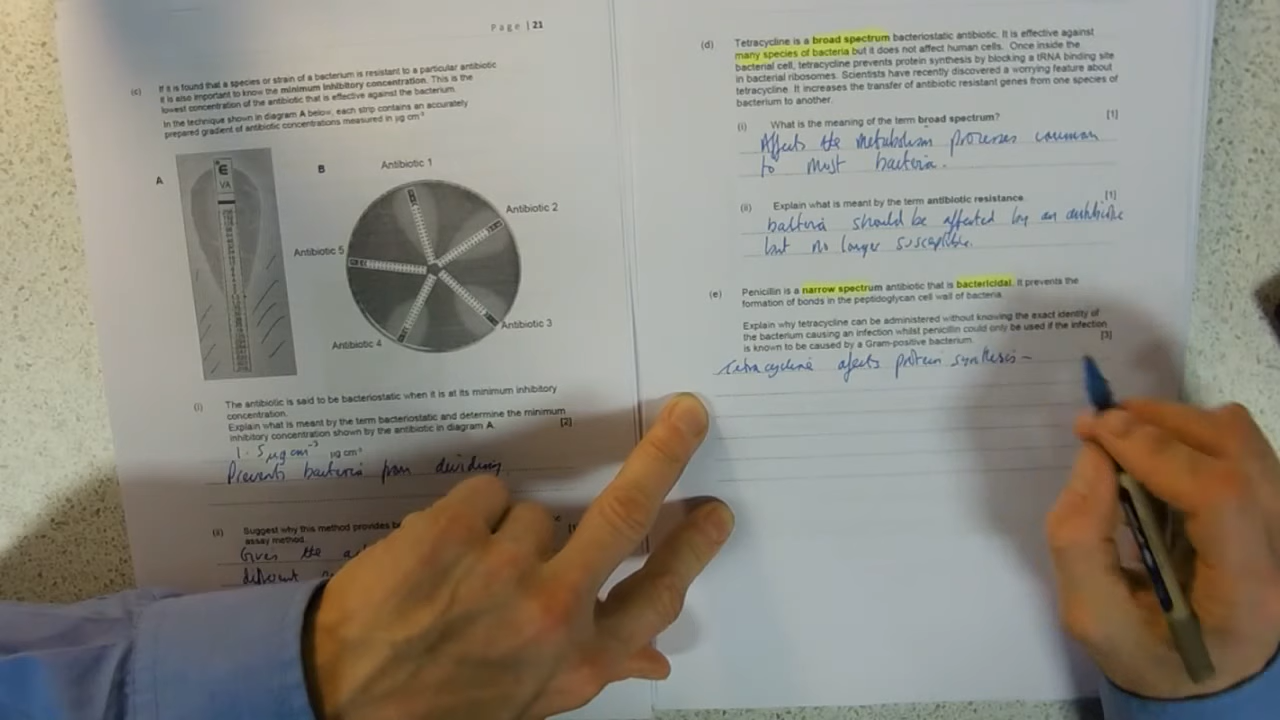 Page | 21
(c) If it is found that a species or strain of a bacterium is resistant to a particular antibiotic
it is also important to know the minimum inhibitory concentration. This is the
lowest concentration of the antibiotic that is effective against the bacterium.
In the technique shown in diagram A below, each strip contains an accurately
prepared gradient of antibiotic concentrations measured in µg cm⁻³
A
B
VA
Antibiotic 1
Antibiotic 2
Antibiotic 3
Antibiotic 4
Antibiotic 5
(i) The antibiotic is said to be bacteriostatic when it is at its minimum inhibitory
concentration.
Explain what is meant by the term bacteriostatic and determine the minimum
inhibitory concentration shown by the antibiotic in diagram A. [2]
1.5 µg cm⁻³ µg cm⁻³
Prevents bacteria from dividing.
(ii) Suggest why this method provides
assay method.
Gives the
different
(d) Tetracycline is a broad spectrum bacteriostatic antibiotic. It is effective against
many species of bacteria but it does not affect human cells. Once inside the
bacterial cell, tetracycline prevents protein synthesis by blocking a tRNA binding site
in bacterial ribosomes. Scientists have recently discovered a worrying feature about
tetracycline. It increases the transfer of antibiotic resistant genes from one species of
bacterium to another.
(i) What is the meaning of the term broad spectrum? [1]
Affects the metabolism processes common
to most bacteria.
(ii) Explain what is meant by the term antibiotic resistance. [1]
bacteria should be affected by an antibiotic
but no longer susceptible.
(e) Penicillin is a narrow spectrum antibiotic that is bactericidal. It prevents the
formation of bonds in the peptidoglycan cell wall of bacteria.
Explain why tetracycline can be administered without knowing the exact identity of
the bacterium causing an infection whilst penicillin could only be used if the infection
is known to be caused by a Gram-positive bacterium. [3]
Tetracycline afects protein synthesis –